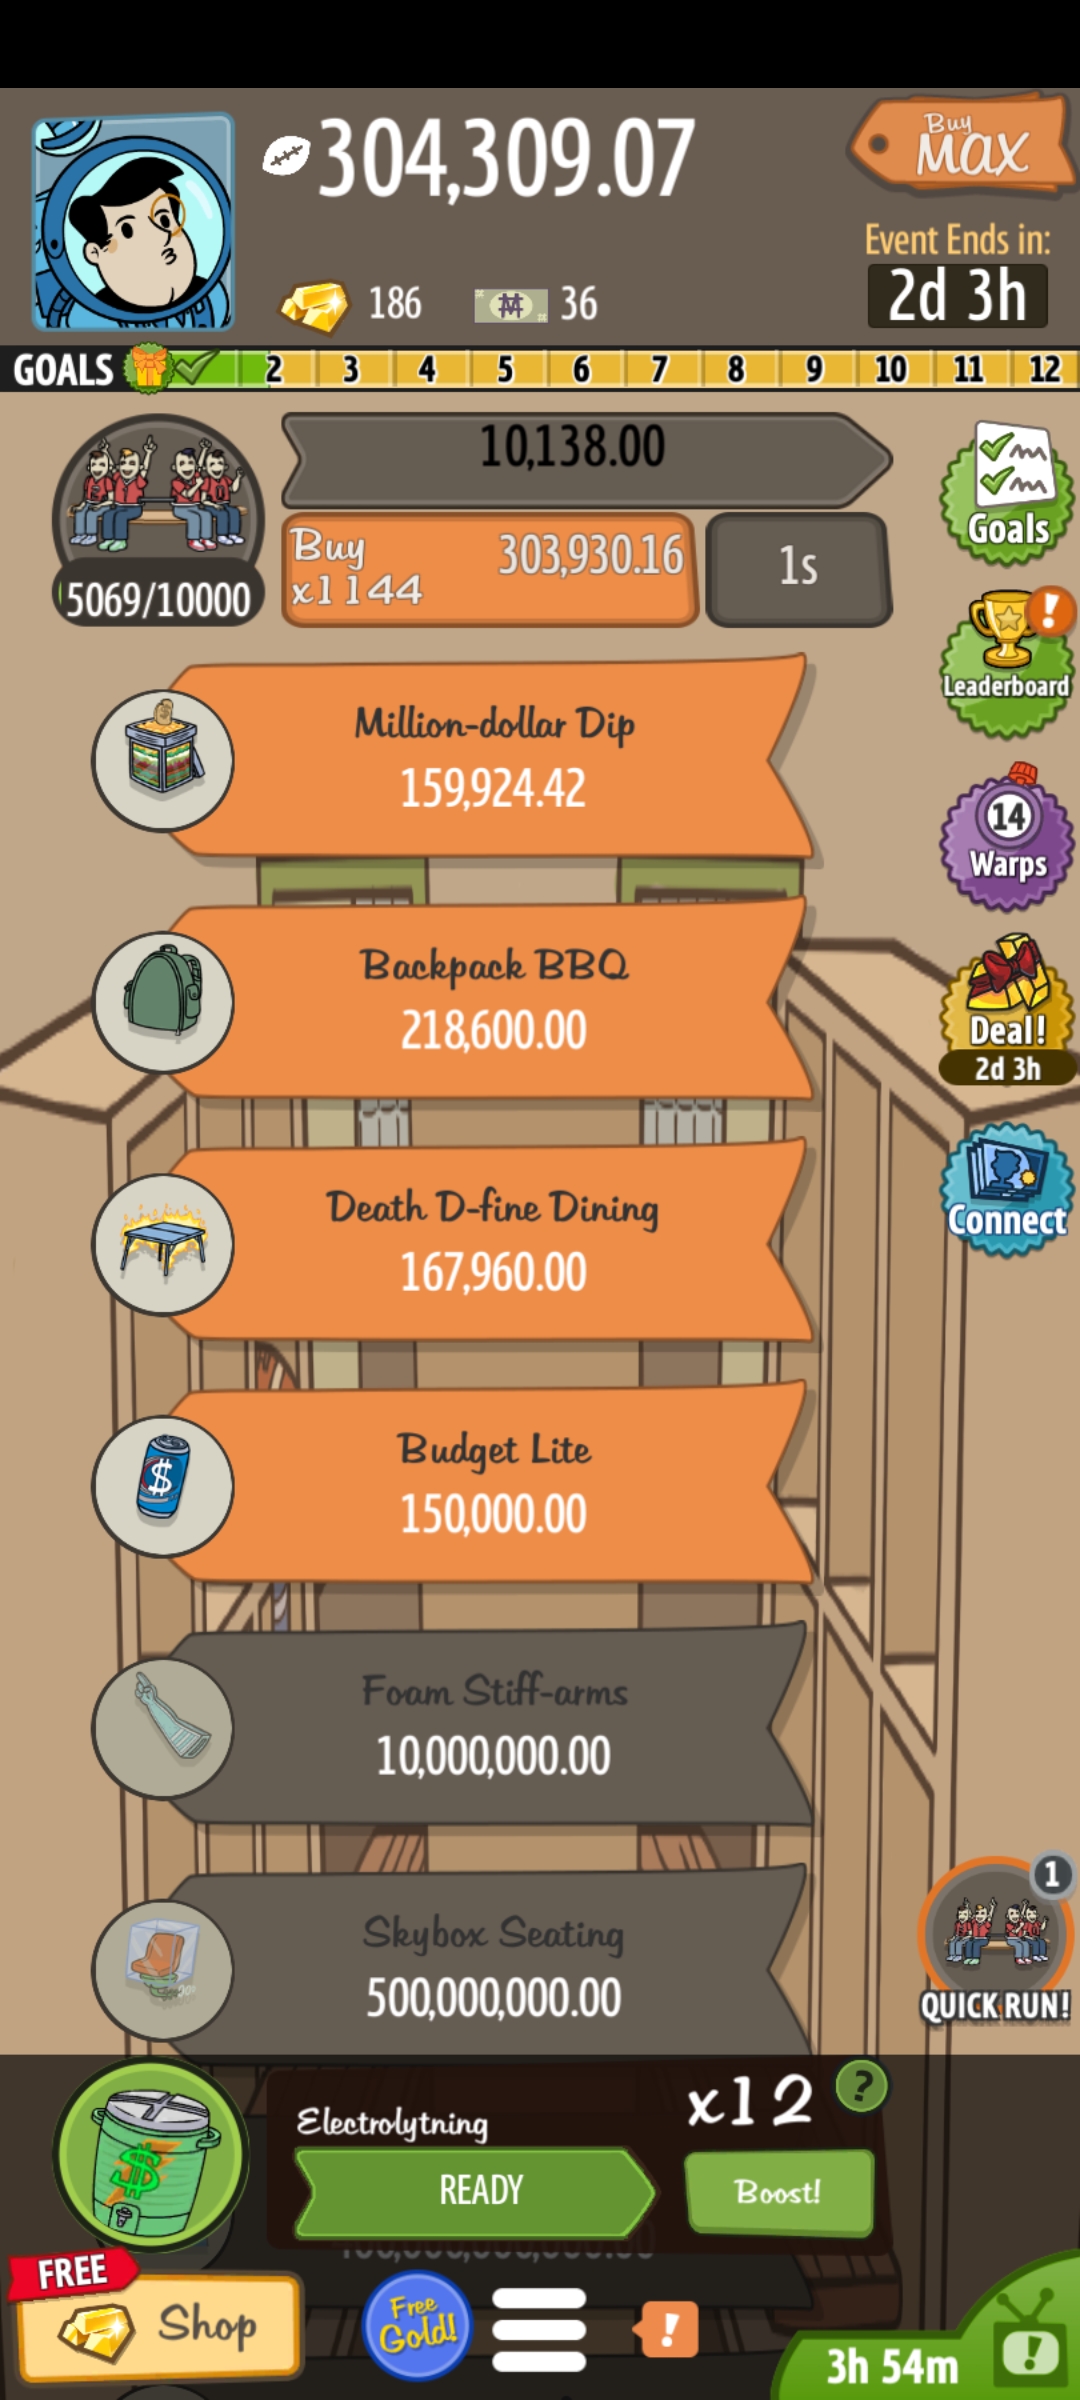 304,309.07
Buy
MAX
Event Ends in:
186
36
2d 3h
GOALS 2 3 4 5 6 7 8 9 10 11 12
10,138.00
Buy
x1144
303,930.16
1s
5069/10000
Goals
Leaderboard
Million-dollar Dip
159,924.42
14
Warps
Backpack BBQ
218,600.00
Deal!
2d 3h
Death D-fine Dining
167,960.00
Connect
Budget Lite
150,000.00
Foam Stiff-arms
10,000,000.00
Skybox Seating
500,000,000.00
1
QUICK RUN!
Electrolytning
x12
?
READY
Boost!
FREE
Shop
Free
Gold!
!
3h 54m